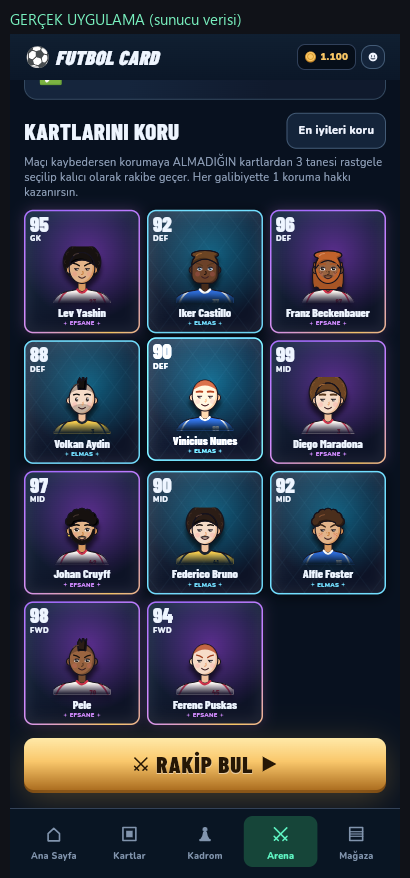 GERÇEK UYGULAMA (sunucu verisi)
FUTBOL CARD
1.100
KARTLARINI KORU
En iyileri koru
Maçı kaybedersen korumaya ALMADIĞIN kartlardan 3 tanesi rastgele
seçilip kalıcı olarak rakibe geçer. Her galibiyette 1 koruma hakkı
kazanırsın.
95
GK
Lev Yashin
EFSANE
92
DEF
Iker Castillo
ELMAS
96
DEF
Franz Beckenbauer
EFSANE
88
DEF
Volkan Aydin
ELMAS
90
DEF
Vinicius Nunes
ELMAS
99
MID
Diego Maradona
EFSANE
97
MID
Johan Cruyff
EFSANE
90
MID
Federico Bruno
ELMAS
92
MID
Alfie Foster
ELMAS
98
FWD
Pele
EFSANE
94
FWD
Ferenc Puskas
EFSANE
RAKİP BUL
Ana Sayfa
Kartlar
Kadrom
Arena
Mağaza